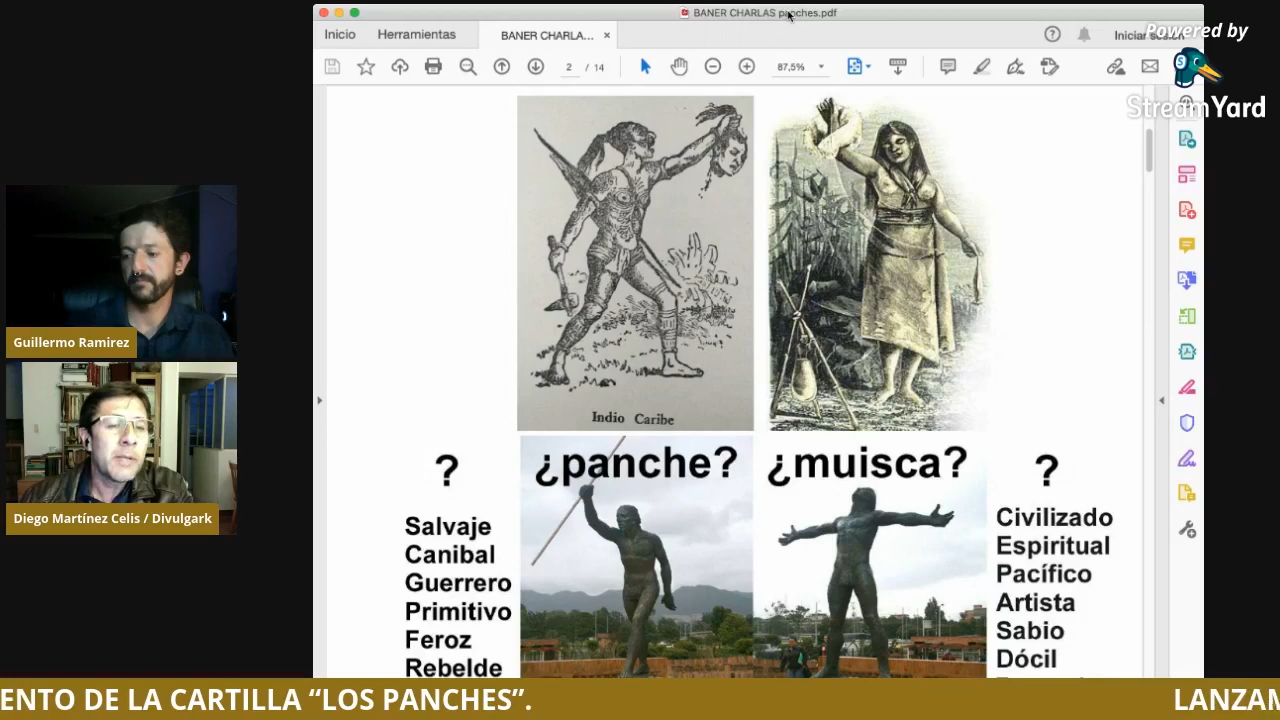 BANER CHARLAS panches.pdf
Inicio
Herramientas
BANER CHARLA... ×
Iniciar sesión
Powered by
StreamYard
2 / 14
87,5%
Indio Caribe
¿panche?
¿muisca?
?
Salvaje
Canibal
Guerrero
Primitivo
Feroz
Rebelde
?
Civilizado
Espiritual
Pacífico
Artista
Sabio
Dócil
Guillermo Ramirez
Diego Martínez Celis / Divulgark
ENTO DE LA CARTILLA “LOS PANCHES”.
LANZAM